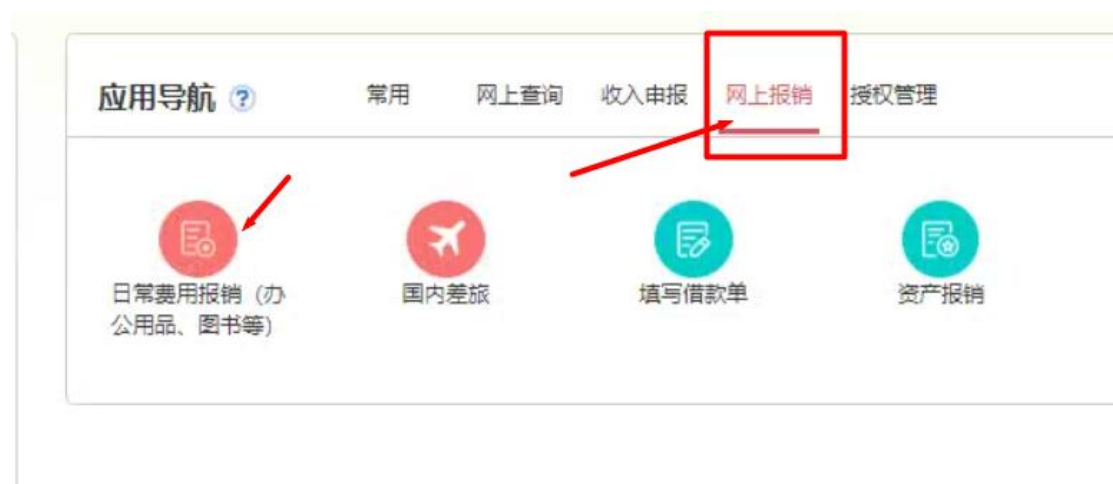 应用导航 ?
常用 网上查询 收入申报 网上报销 授权管理
日常费用报销（办
公用品、图书等）
国内差旅
填写借款单
资产报销